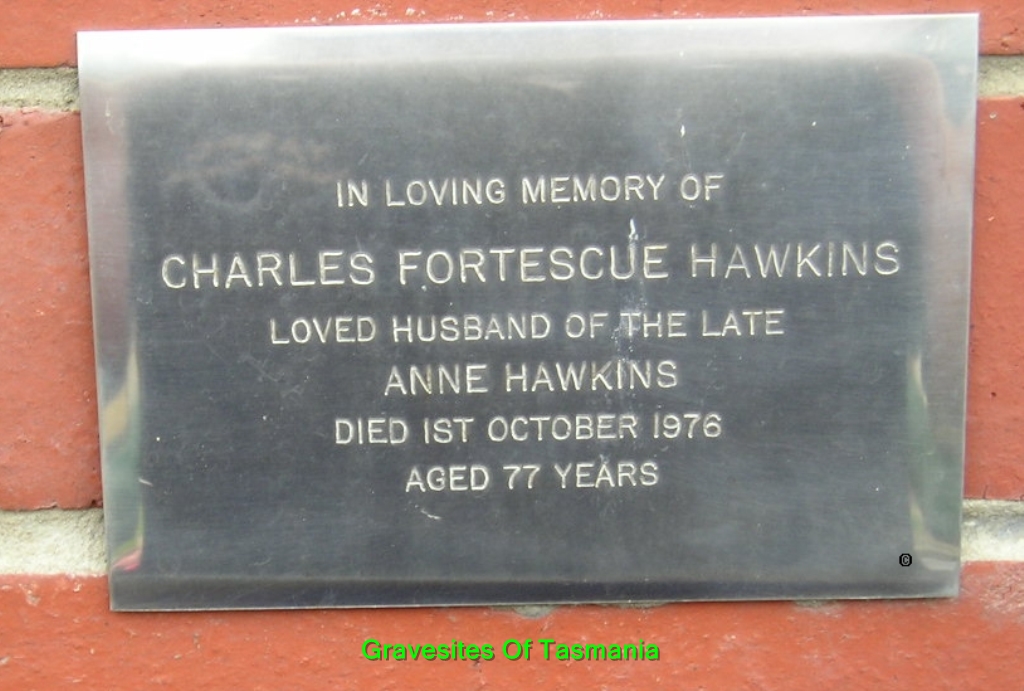 IN LOVING MEMORY OF
CHARLES FORTESCUE HAWKINS
LOVED HUSBAND OF THE LATE
ANNE HAWKINS
DIED 1ST OCTOBER 1976
AGED 77 YEARS
©
Gravesites Of Tasmania